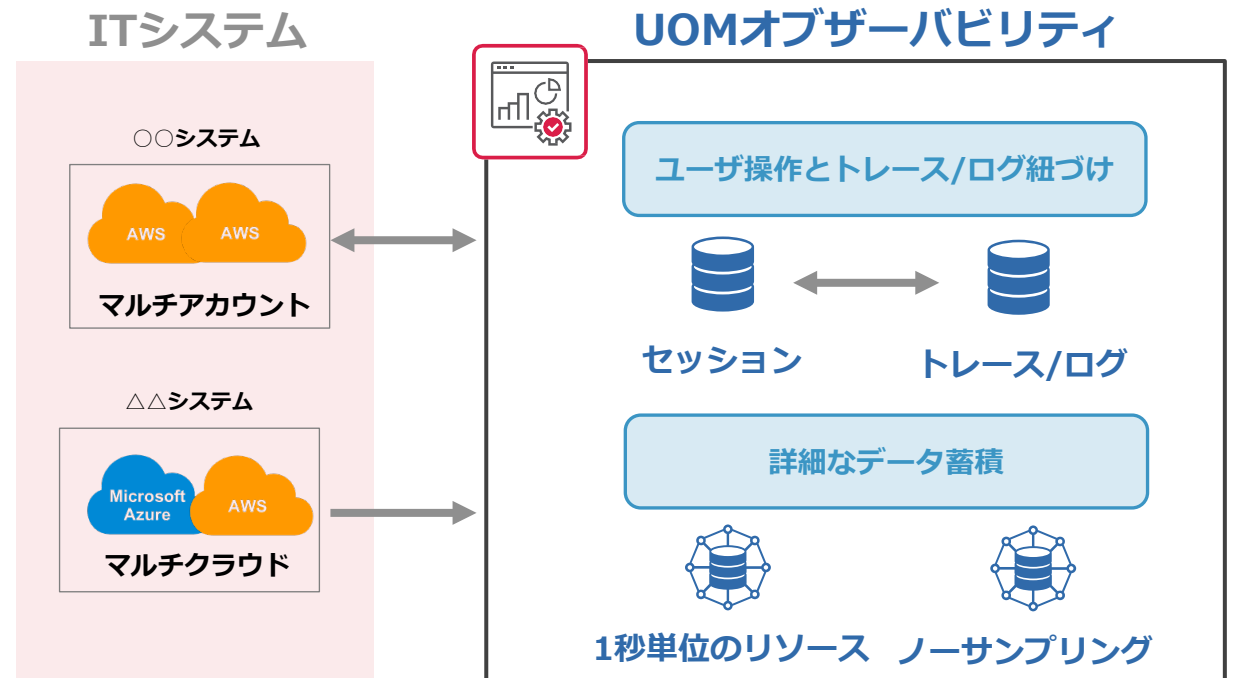 ITシステム
○○システム
AWS
AWS
マルチアカウント
△△システム
Microsoft
Azure
AWS
マルチクラウド
UOMオブザーバビリティ
ユーザ操作とトレース/ログ紐づけ
セッション
トレース/ログ
詳細なデータ蓄積
1秒単位のリソース
ノーサンプリング